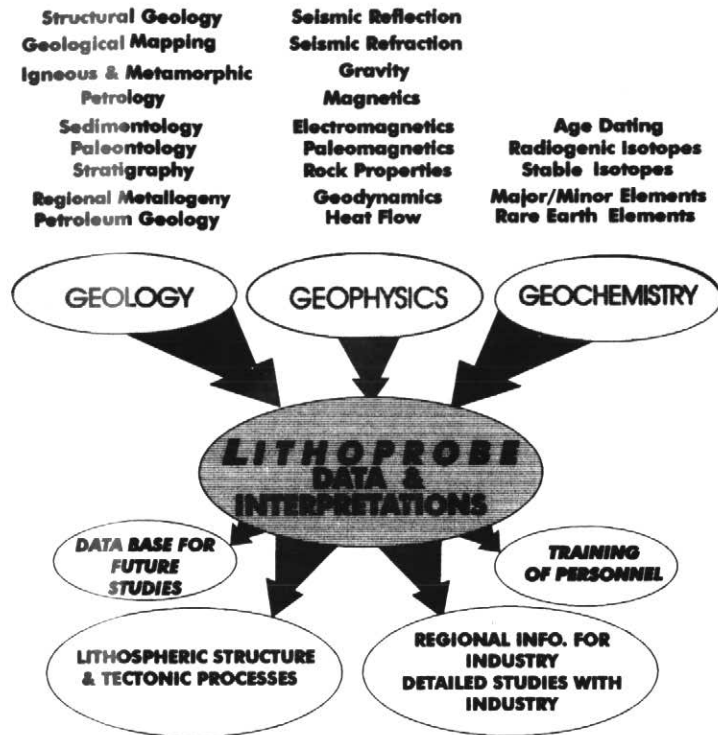 Structural Geology
Geological Mapping
Igneous & Metamorphic
Petrology
Sedimentology
Paleontology
Stratigraphy
Regional Metallogeny
Petroleum Geology
Seismic Reflection
Seismic Refraction
Gravity
Magnetics
Electromagnetics
Paleomagnetics
Rock Properties
Geodynamics
Heat Flow
Age Dating
Radiogenic Isotopes
Stable Isotopes
Major/Minor Elements
Rare Earth Elements
GEOLOGY
GEOPHYSICS
GEOCHEMISTRY
LITHOPROBE
DATA &
INTERPRETATIONS
DATA BASE FOR
FUTURE
STUDIES
TRAINING
OF PERSONNEL
LITHOSPHERIC STRUCTURE
& TECTONIC PROCESSES
REGIONAL INFO. FOR
INDUSTRY
DETAILED STUDIES WITH
INDUSTRY